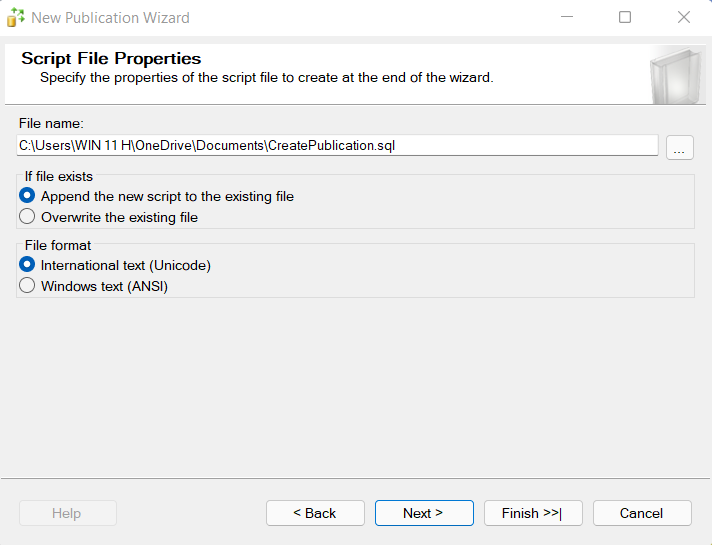 New Publication Wizard
Script File Properties
Specify the properties of the script file to create at the end of the wizard.
File name:
C:\Users\WIN 11 H\OneDrive\Documents\CreatePublication.sql
...
If file exists
Append the new script to the existing file
Overwrite the existing file
File format
International text (Unicode)
Windows text (ANSI)
Help
< Back
Next >
Finish >>|
Cancel